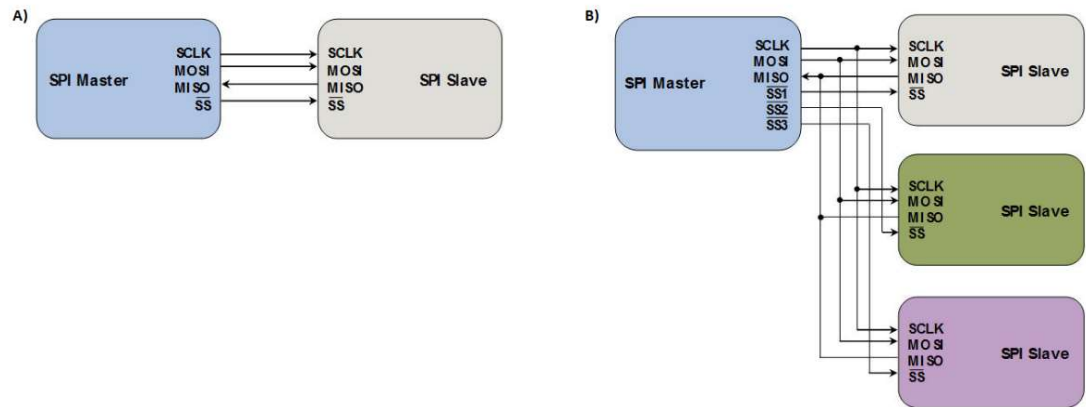 A)
SPI Master
SCLK
MOSI
MISO
SS
SCLK
MOSI
MISO
SS
SPI Slave
B)
SPI Master
SCLK
MOSI
MISO
SS1
SS2
SS3
SCLK
MOSI
MISO
SS
SPI Slave
SCLK
MOSI
MISO
SS
SPI Slave
SCLK
MOSI
MISO
SS
SPI Slave